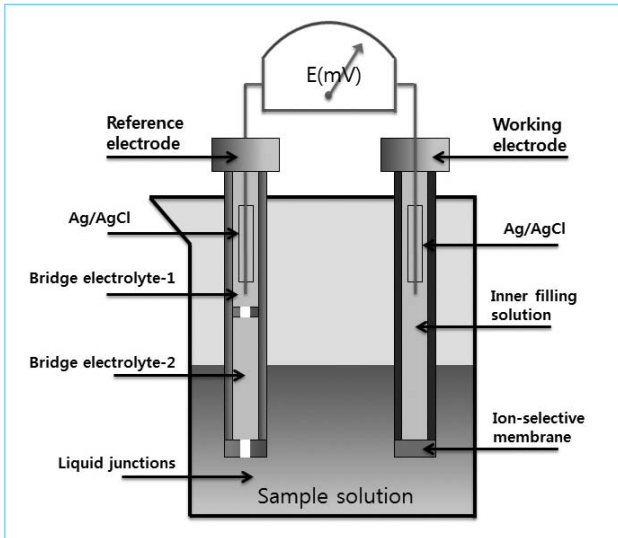 E(mV)
Reference
electrode
Working
electrode
Ag/AgCl
Ag/AgCl
Bridge electrolyte-1
Inner filling
solution
Bridge electrolyte-2
Ion-selective
membrane
Liquid junctions
Sample solution